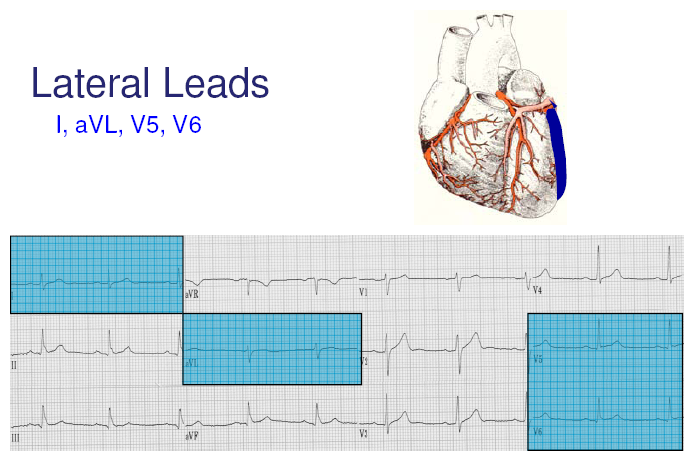 Lateral Leads
I, aVL, V5, V6
aVR
V1
V4
II
aVL
V2
V5
III
aVF
V3
V6